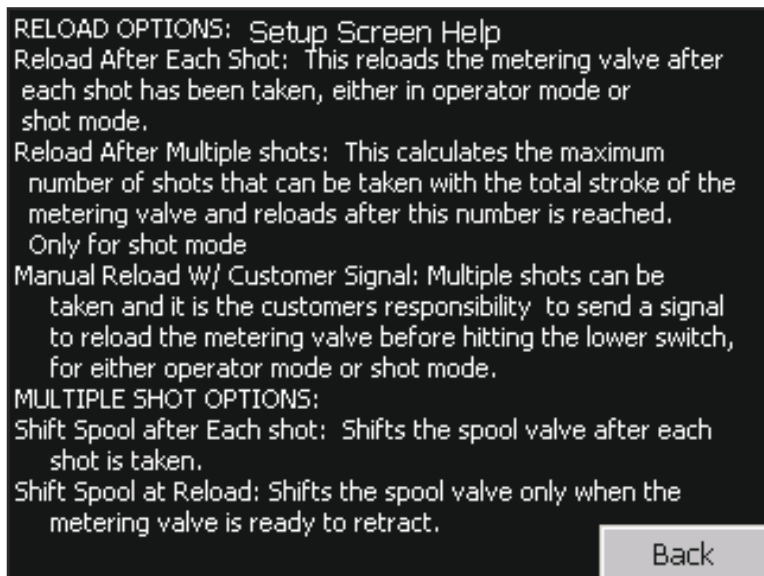 RELOAD OPTIONS: Setup Screen Help
Reload After Each Shot: This reloads the metering valve after
each shot has been taken, either in operator mode or
shot mode.
Reload After Multiple shots: This calculates the maximum
number of shots that can be taken with the total stroke of the
metering valve and reloads after this number is reached.
Only for shot mode
Manual Reload W/ Customer Signal: Multiple shots can be
taken and it is the customers responsibility to send a signal
to reload the metering valve before hitting the lower switch,
for either operator mode or shot mode.
MULTIPLE SHOT OPTIONS:
Shift Spool after Each shot: Shifts the spool valve after each
shot is taken.
Shift Spool at Reload: Shifts the spool valve only when the
metering valve is ready to retract.
Back